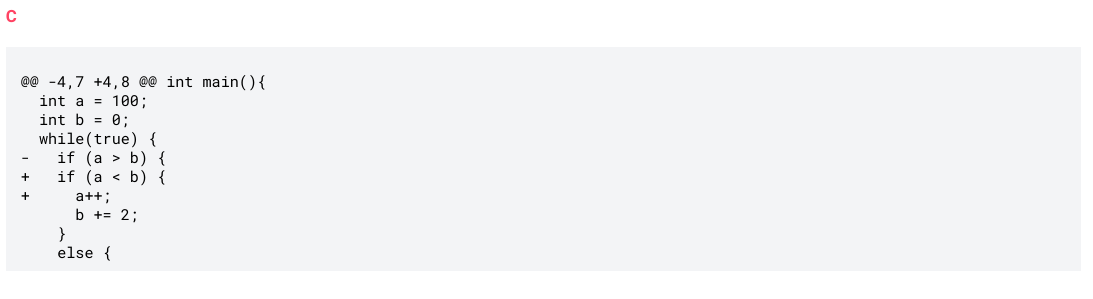 C
@@ -4,7 +4,8 @@ int main(){
  int a = 100;
  int b = 0;
  while(true) {
-   if (a > b) {
+   if (a < b) {
+     a++;
      b += 2;
    }
    else {